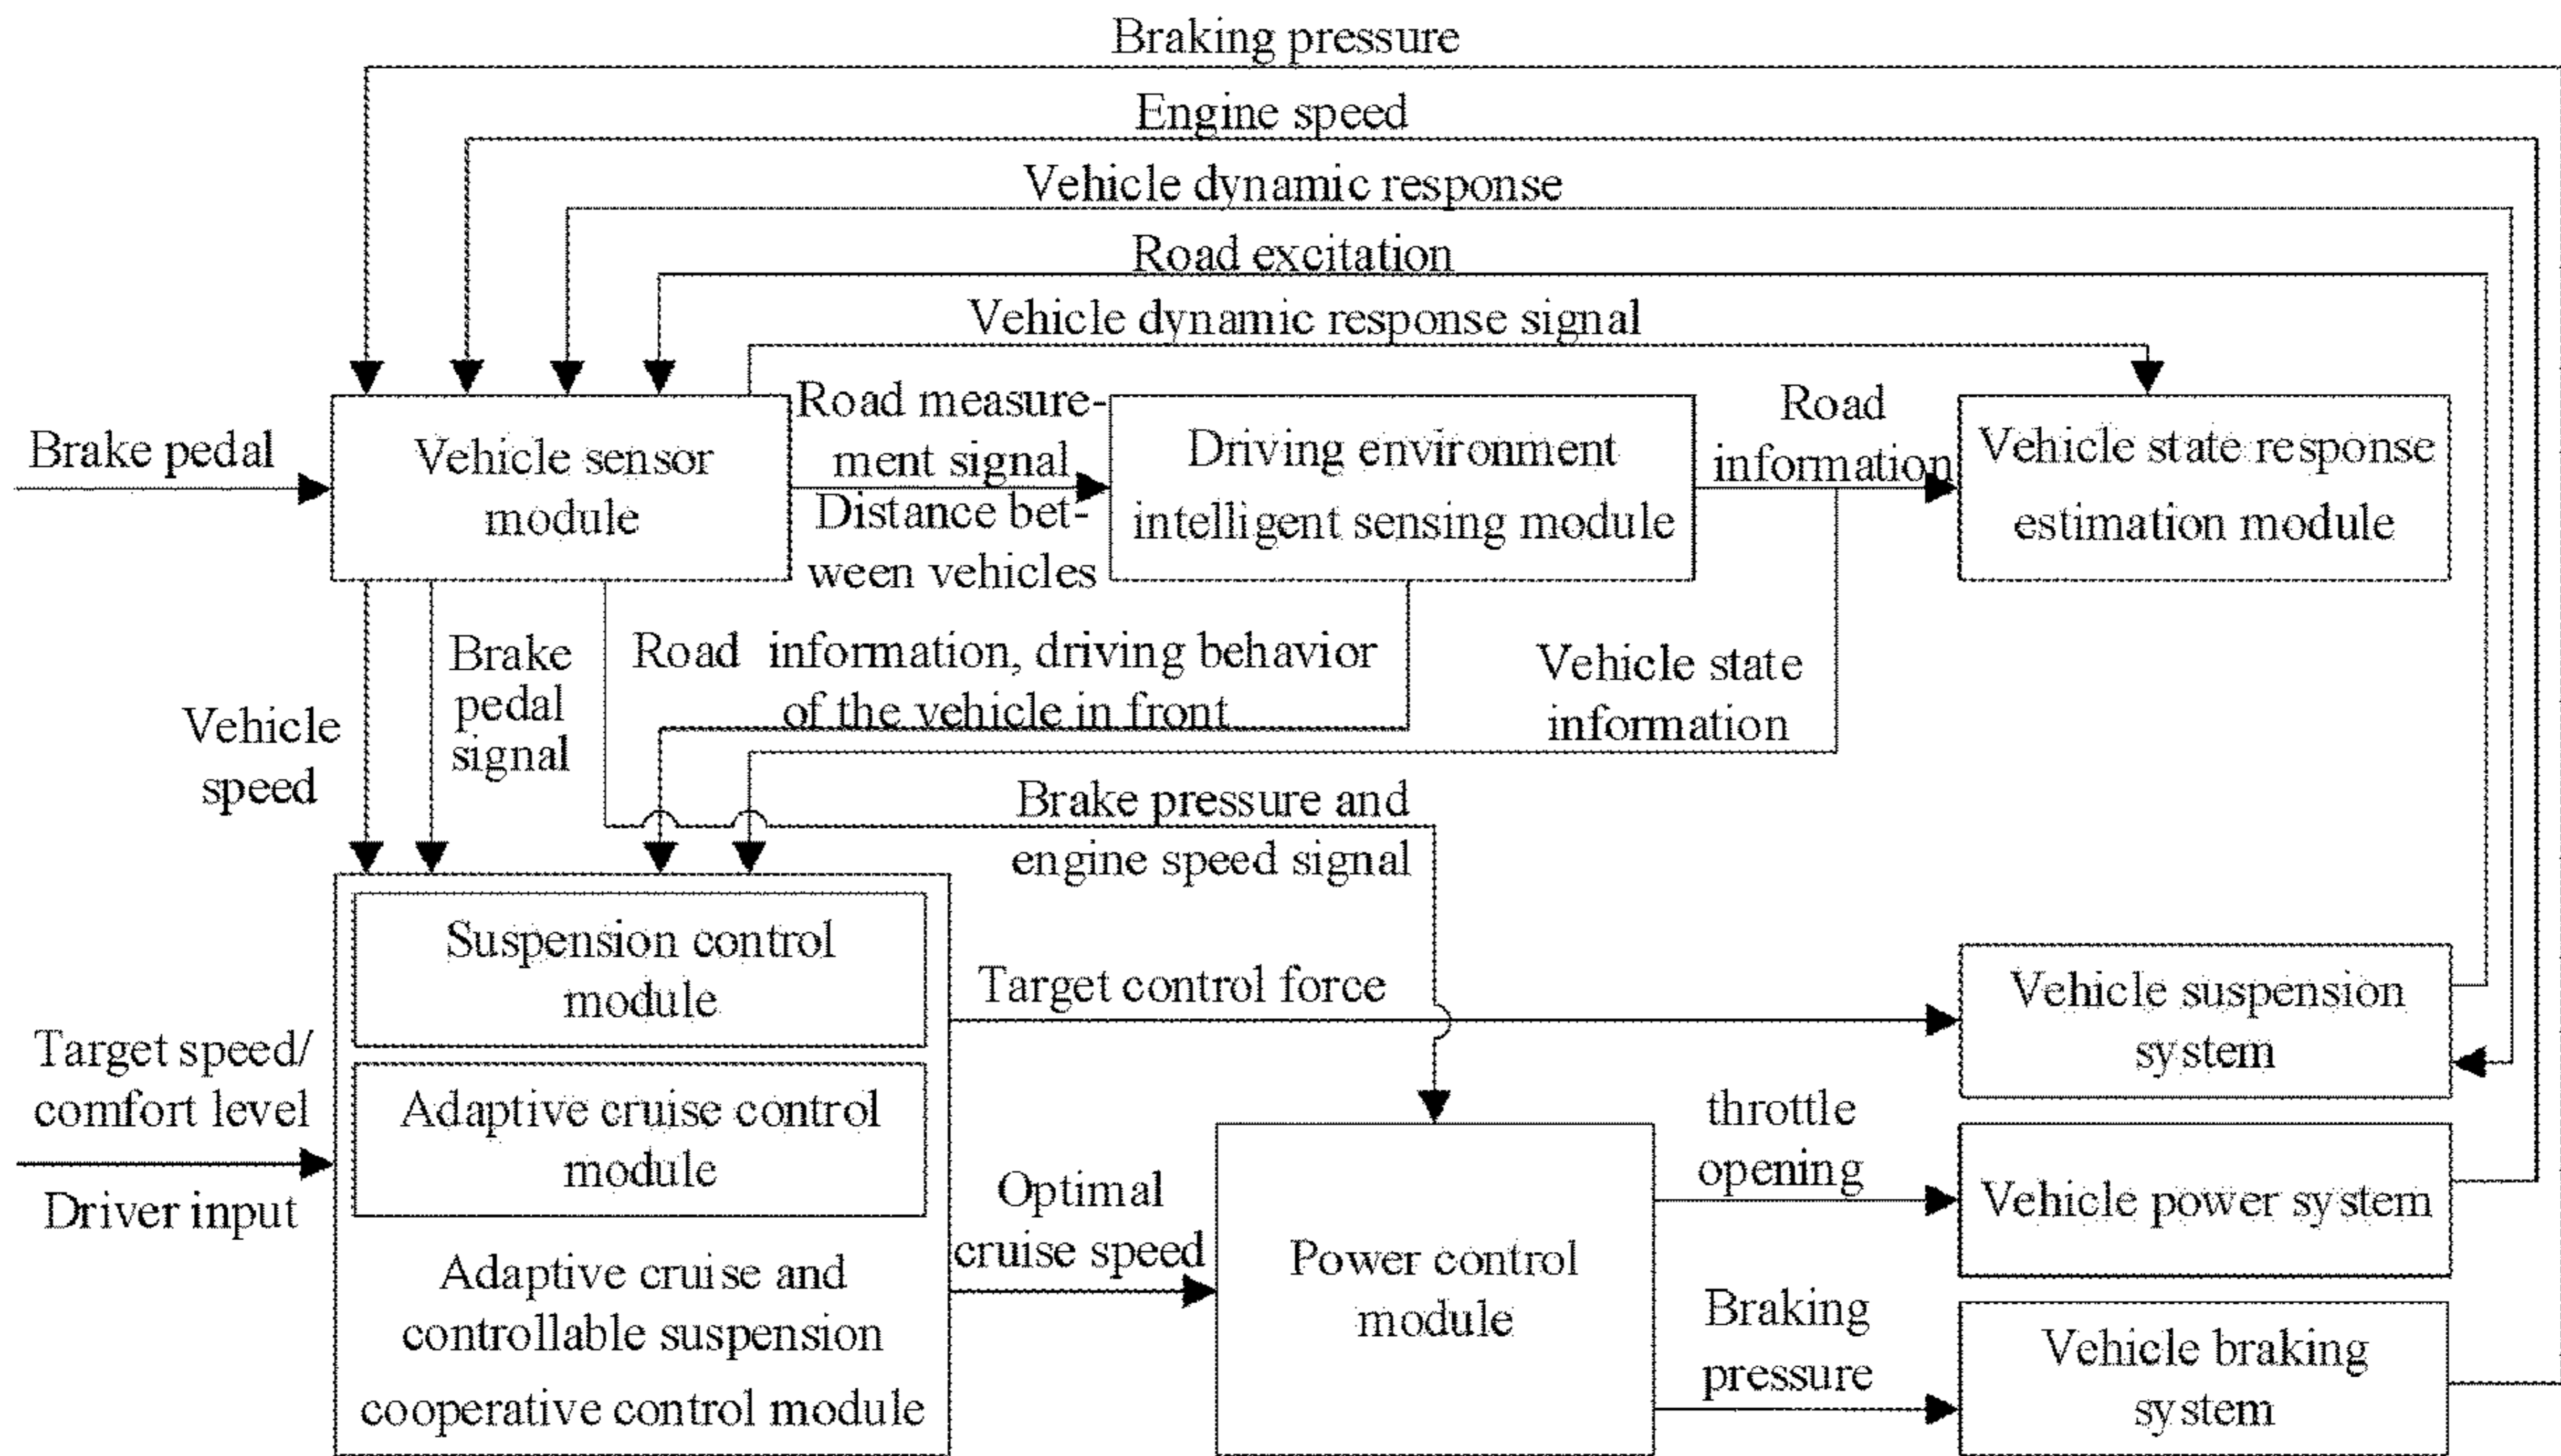 Braking pressure
Engine speed
Vehicle dynamic response
Road excitation
Vehicle dynamic response signal
Brake pedal
Vehicle sensor
module
Road measure-
ment signal
Distance bet-
ween vehicles
Driving environment
intelligent sensing module
Road
information
Vehicle state response
estimation module
Vehicle
speed
Brake
pedal
signal
Road information, driving behavior
of the vehicle in front
Vehicle state
information
Brake pressure and
engine speed signal
Target speed/
comfort level
Driver input
Suspension control
module
Adaptive cruise control
module
Adaptive cruise and
controllable suspension
cooperative control module
Target control force
Optimal
cruise speed
Power control
module
throttle
opening
Braking
pressure
Vehicle suspension
system
Vehicle power system
Vehicle braking
system